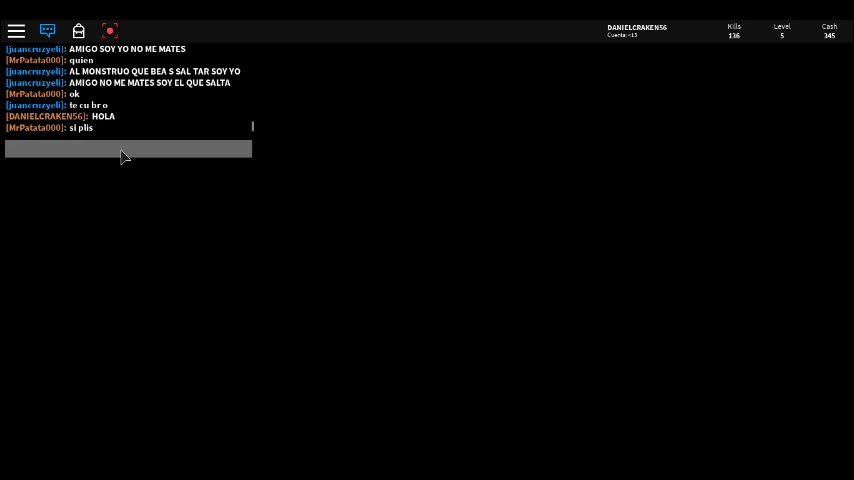 DANIELCRAKEN56
Cuenta: <13
Kills
136
Level
5
Cash
345
[juancruzyeli]: AMIGO SOY YO NO ME MATES
[MrPatata000]: quien
[juancruzyeli]: AL MONSTRUO QUE BEA S SAL TAR SOY YO
[juancruzyeli]: AMIGO NO ME MATES SOY EL QUE SALTA
[MrPatata000]: ok
[juancruzyeli]: te cu br o
[DANIELCRAKEN56]: HOLA
[MrPatata000]: si plis